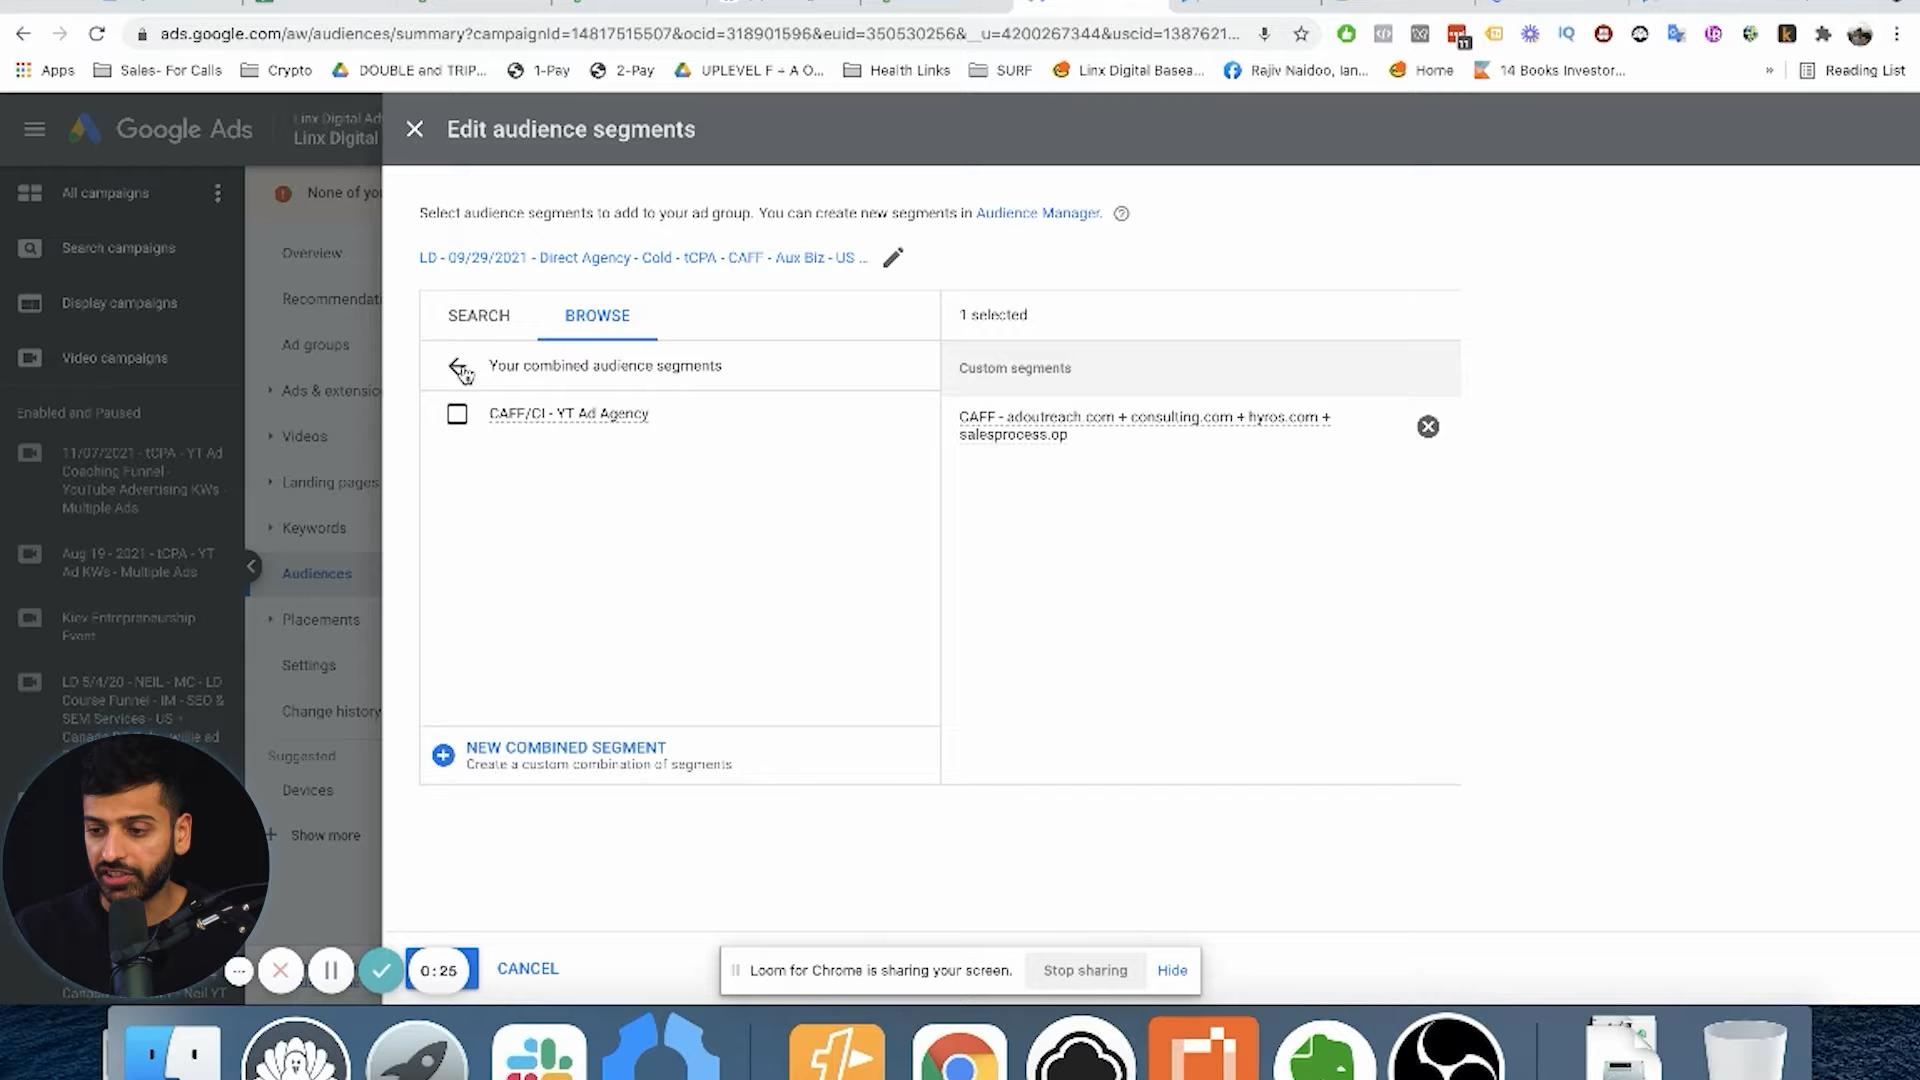 ads.google.com/aw/audiences/summary?campaignId=14817515507&ocid=318901596&euid=350530256&__u=4200267344&uscid=1387621...
11
Apps
Sales- For Calls
Crypto
DOUBLE and TRIP...
1-Pay
2-Pay
UPLEVEL F + A O...
Health Links
SURF
Linx Digital Basea...
Rajiv Naidoo, Ian...
Home
14 Books Investor...
»
Reading List
Google Ads
Linx Digital Ad
Linx Digital
Edit audience segments
All campaigns
Search campaigns
Display campaigns
Video campaigns
Enabled and Paused
11/07/2021 - tCPA - YT Ad
Coaching Funnel -
YouTube Advertising KWs -
Multiple Ads
Aug 19 - 2021 - tCPA - YT
Ad KWs - Multiple Ads
Kiev Entrepreneurship
Event
LD 5/4/20 - NEIL - MC - LD
Course Funnel - IM - SEO &
SEM Services - US +
None of yo
Overview
Recommendati
Ad groups
Ads & extensio
Videos
Landing pages
Keywords
Audiences
Placements
Settings
Change history
Suggested
Devices
Show more
Select audience segments to add to your ad group. You can create new segments in Audience Manager.
LD - 09/29/2021 - Direct Agency - Cold - tCPA - CAFF - Aux Biz - US ...
SEARCH
BROWSE
1 selected
Your combined audience segments
Custom segments
CAFF/CI - YT Ad Agency
CAFF - adoutreach.com + consulting.com + hyros.com +
salesprocess.op
NEW COMBINED SEGMENT
Create a custom combination of segments
0:25
CANCEL
Loom for Chrome is sharing your screen.
Stop sharing
Hide